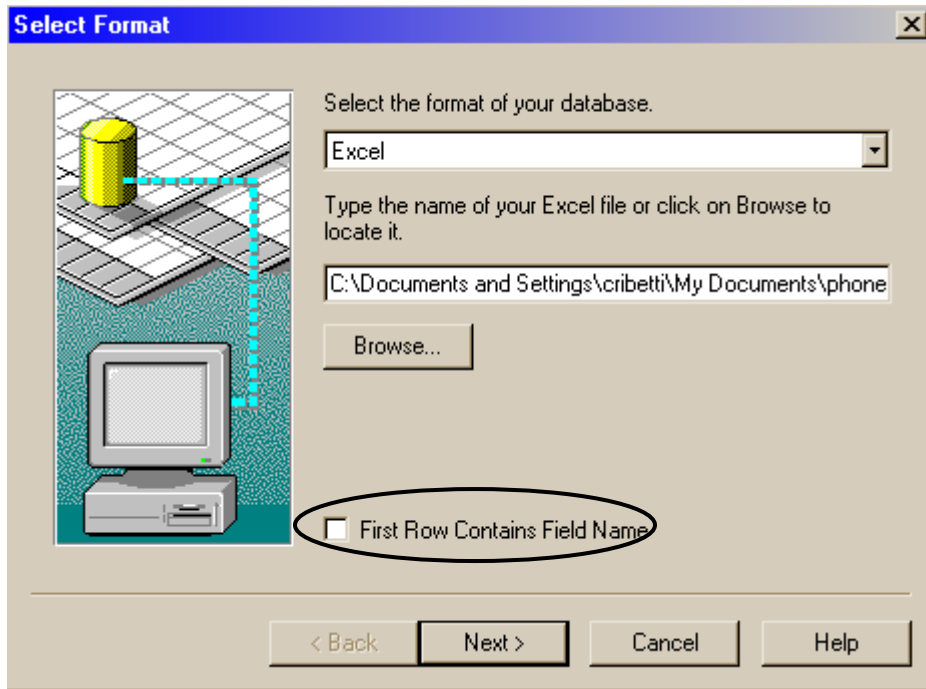 Select Format
Select the format of your database.
Excel
Type the name of your Excel file or click on Browse to
locate it.
C:\Documents and Settings\cribetti\My Documents\phone
Browse...
First Row Contains Field Name
< Back
Next >
Cancel
Help